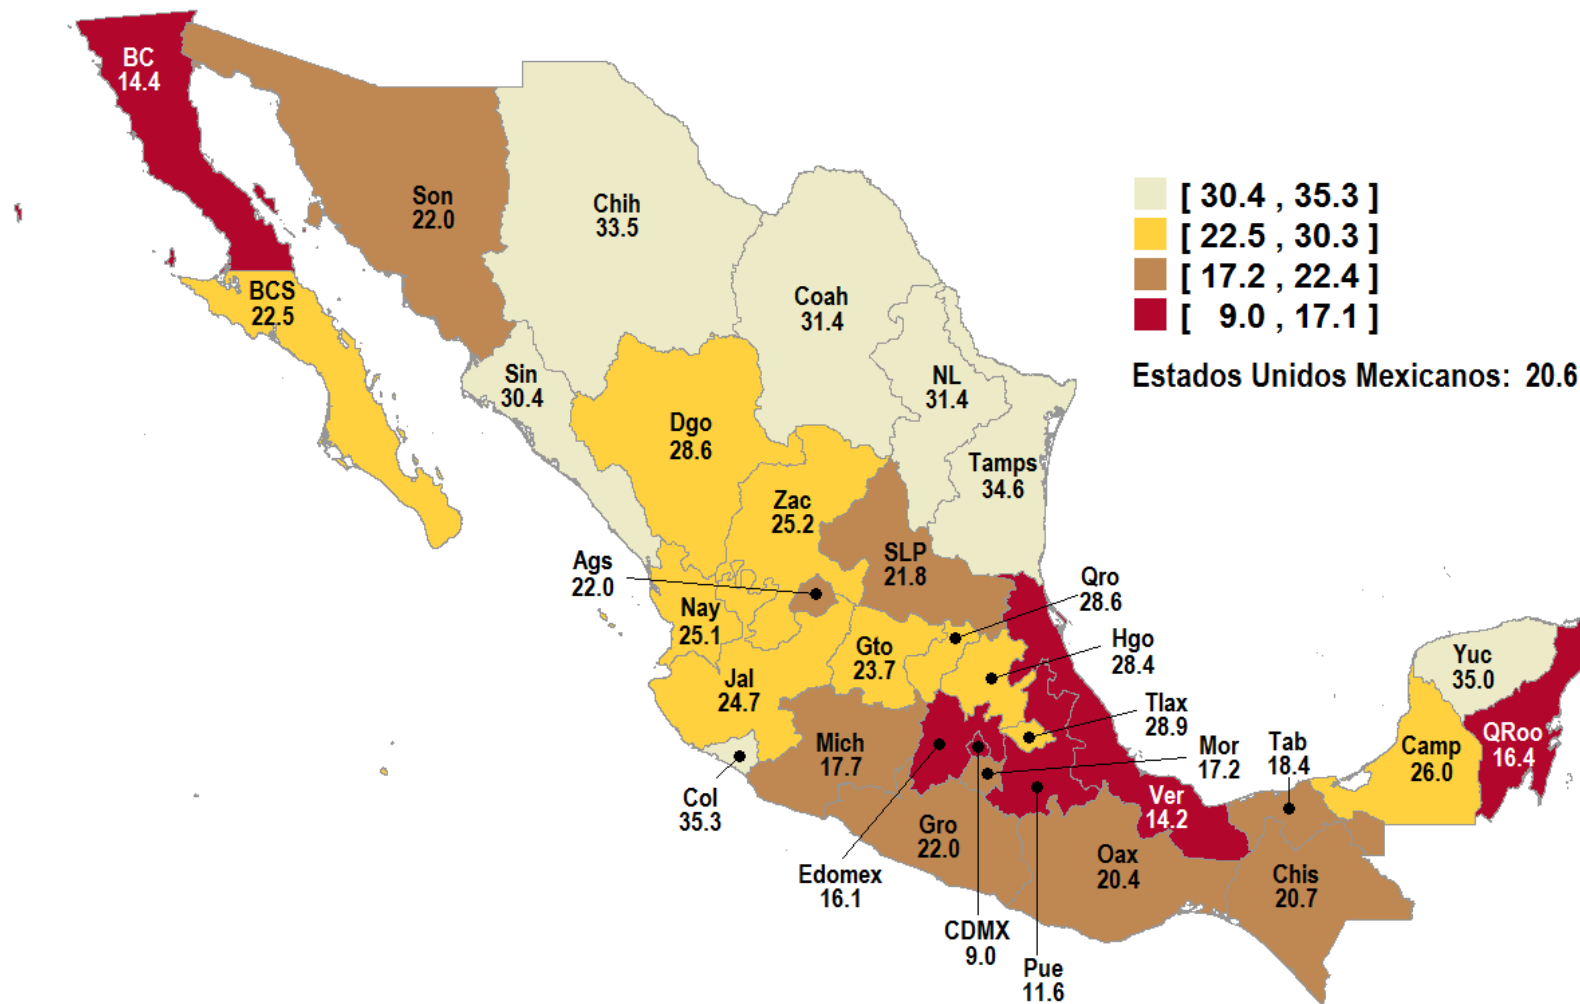 BC
14.4
Son
22.0
Chih
33.5
[ 30.4 , 35.3 ]
[ 22.5 , 30.3 ]
[ 17.2 , 22.4 ]
[ 9.0 , 17.1 ]
Estados Unidos Mexicanos: 20.6
BCS
22.5
Coah
31.4
Sin
30.4
NL
31.4
Dgo
28.6
Tamps
34.6
Zac
25.2
SLP
21.8
Ags
22.0
Qro
28.6
Nay
25.1
Gto
23.7
Hgo
28.4
Yuc
35.0
Jal
24.7
Tlax
28.9
Mich
17.7
Mor
17.2
Tab
18.4
Camp
26.0
QRoo
16.4
Col
35.3
Ver
14.2
Gro
22.0
Oax
20.4
Chis
20.7
Edomex
16.1
CDMX
9.0
Pue
11.6